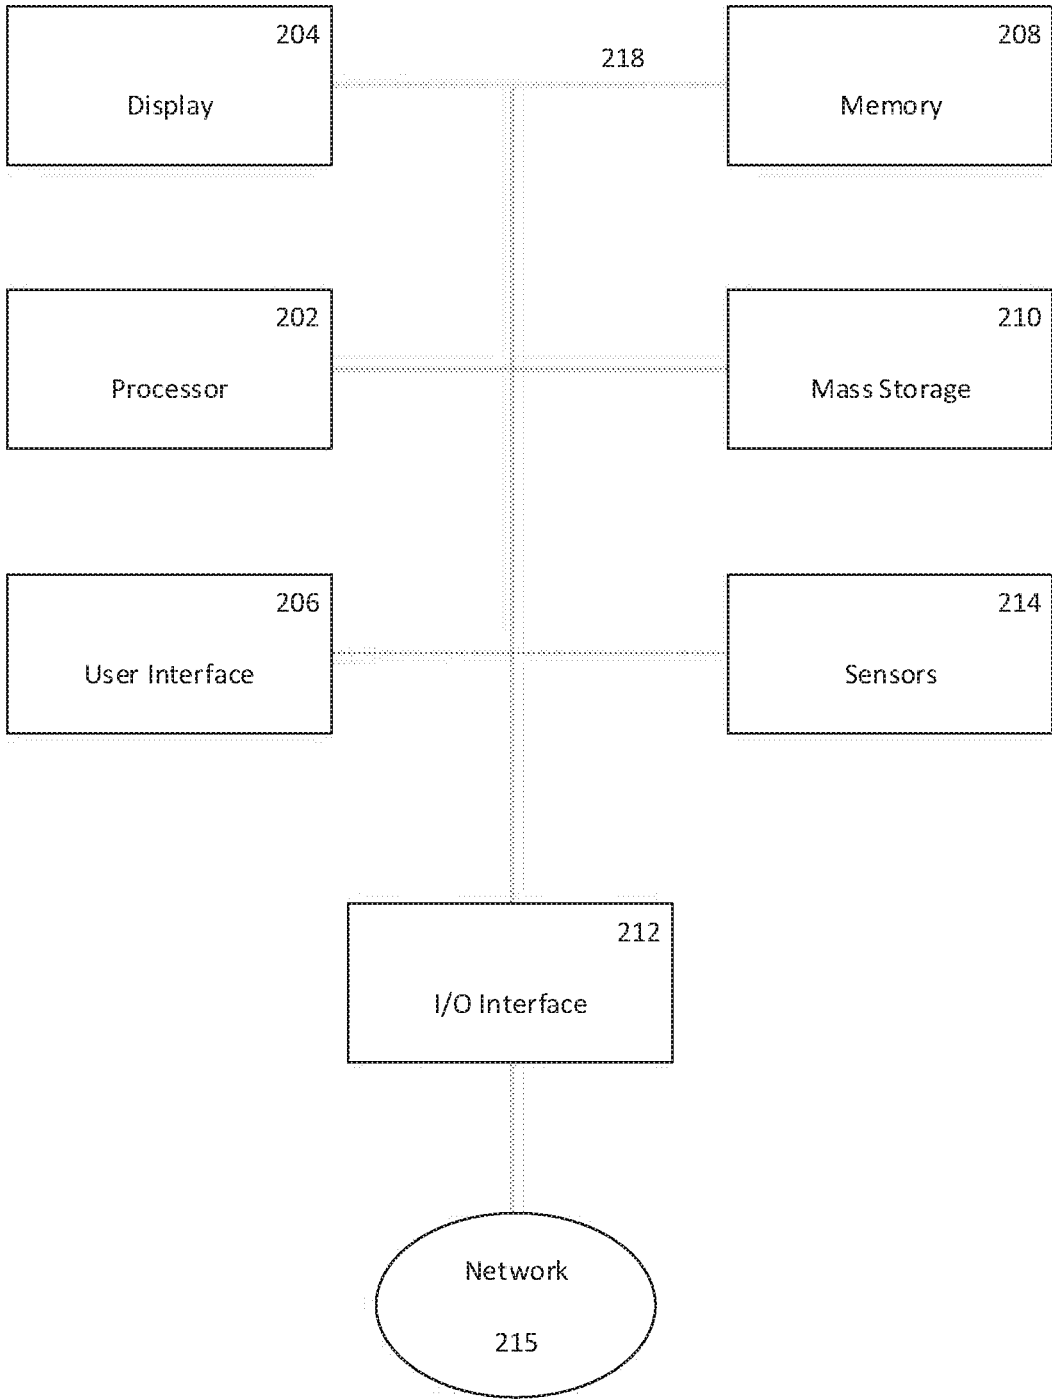 204
Display
218
208
Memory
202
Processor
210
Mass Storage
206
User Interface
214
Sensors
212
I/O Interface
Network
215